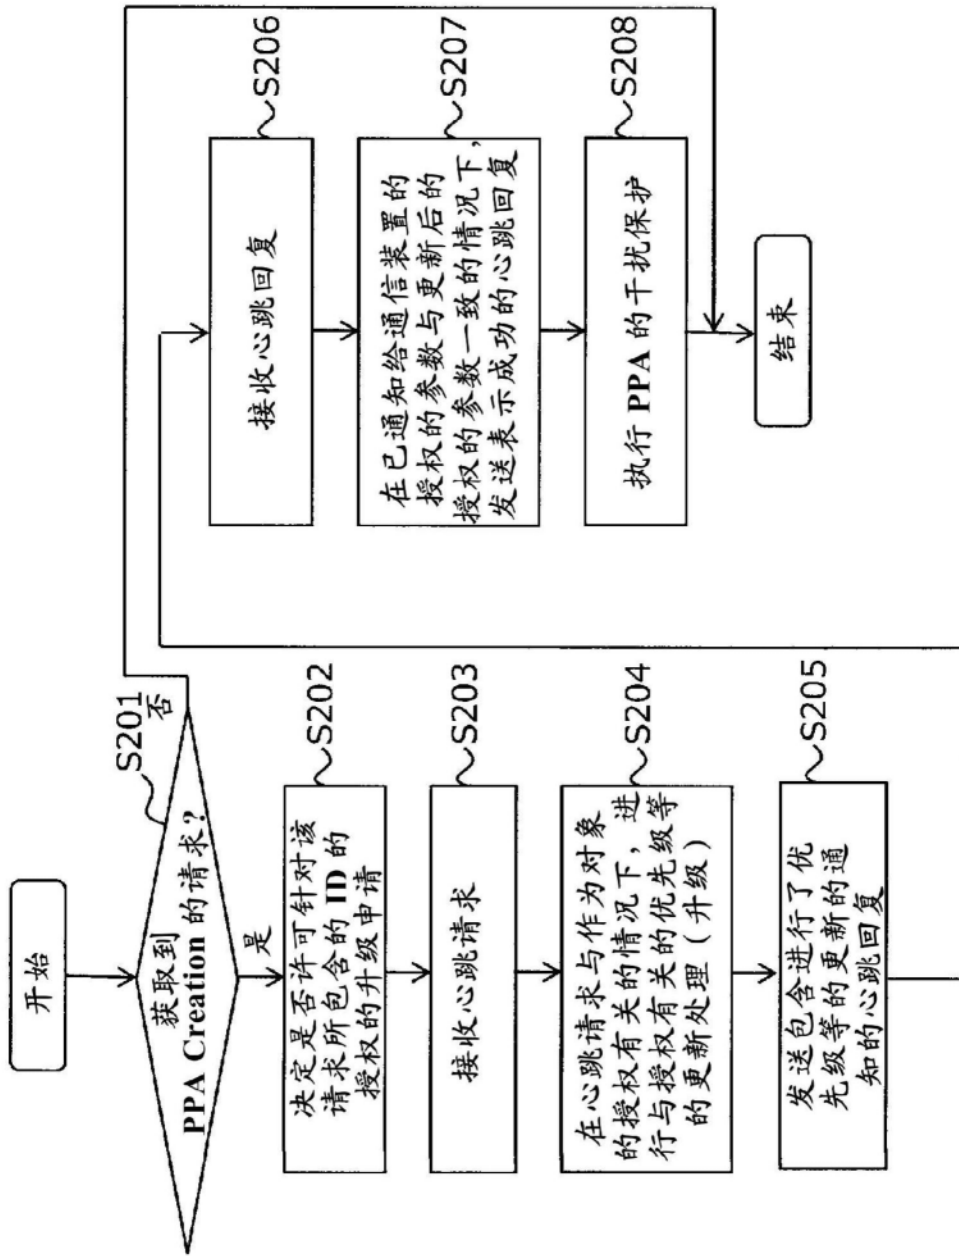 开始
S201
获取到
PPA Creation 的请求?
否
是
S202
决定是否许可针对该
请求所包含的 ID 的
授权的升级申请
S203
接收心跳请求
S204
在心跳请求与作为对象
的授权有关的情况下，进
行与授权有关的优先级等
的更新处理（升级）
S205
发送包含进行了优
先级等的更新的通
知的心跳回复
S206
接收心跳回复
S207
在已通知给通信装置的
授权的参数与更新后的
授权的参数一致的情况下，
发送表示成功的心跳回复
S208
执行 PPA 的干扰保护
结束